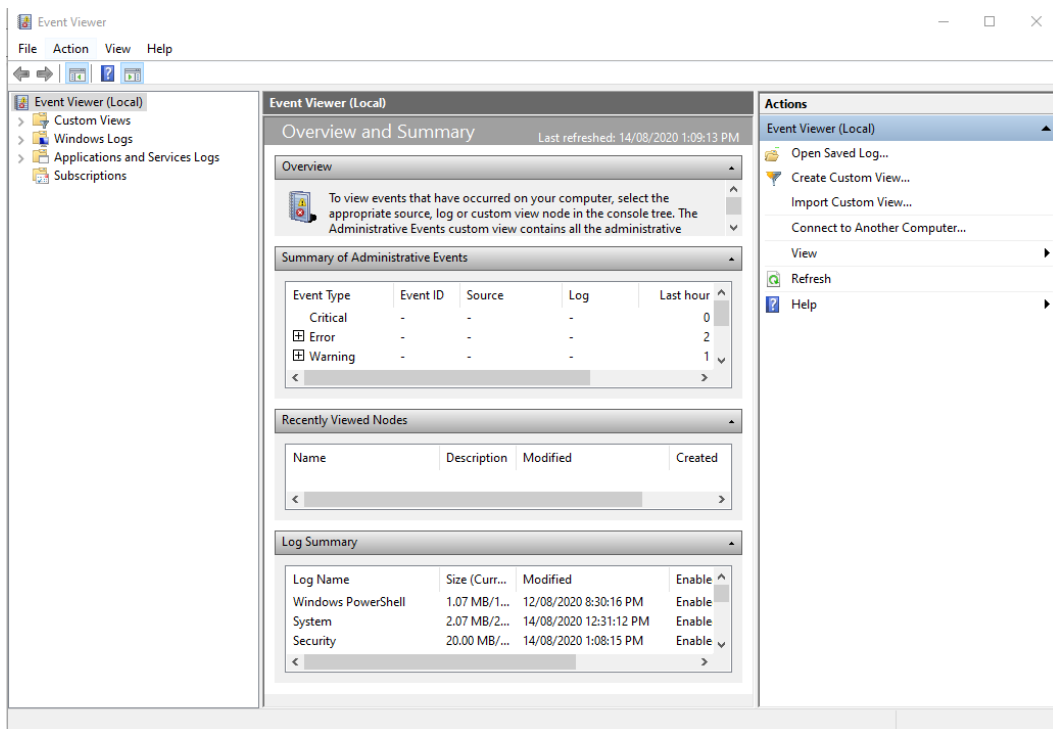 Event Viewer
File Action View Help
Event Viewer (Local)
Custom Views
Windows Logs
Applications and Services Logs
Subscriptions
Event Viewer (Local)
Overview and Summary Last refreshed: 14/08/2020 1:09:13 PM
Overview
To view events that have occurred on your computer, select the
appropriate source, log or custom view node in the console tree. The
Administrative Events custom view contains all the administrative
Summary of Administrative Events
Event Type Event ID Source Log Last hour
Critical - - - 0
Error - - - 2
Warning - - - 1
Recently Viewed Nodes
Name Description Modified Created
Log Summary
Log Name Size (Curr... Modified Enable
Windows PowerShell 1.07 MB/1... 12/08/2020 8:30:16 PM Enable
System 2.07 MB/2... 14/08/2020 12:31:12 PM Enable
Security 20.00 MB/... 14/08/2020 1:08:15 PM Enable
Actions
Event Viewer (Local)
Open Saved Log...
Create Custom View...
Import Custom View...
Connect to Another Computer...
View
Refresh
Help